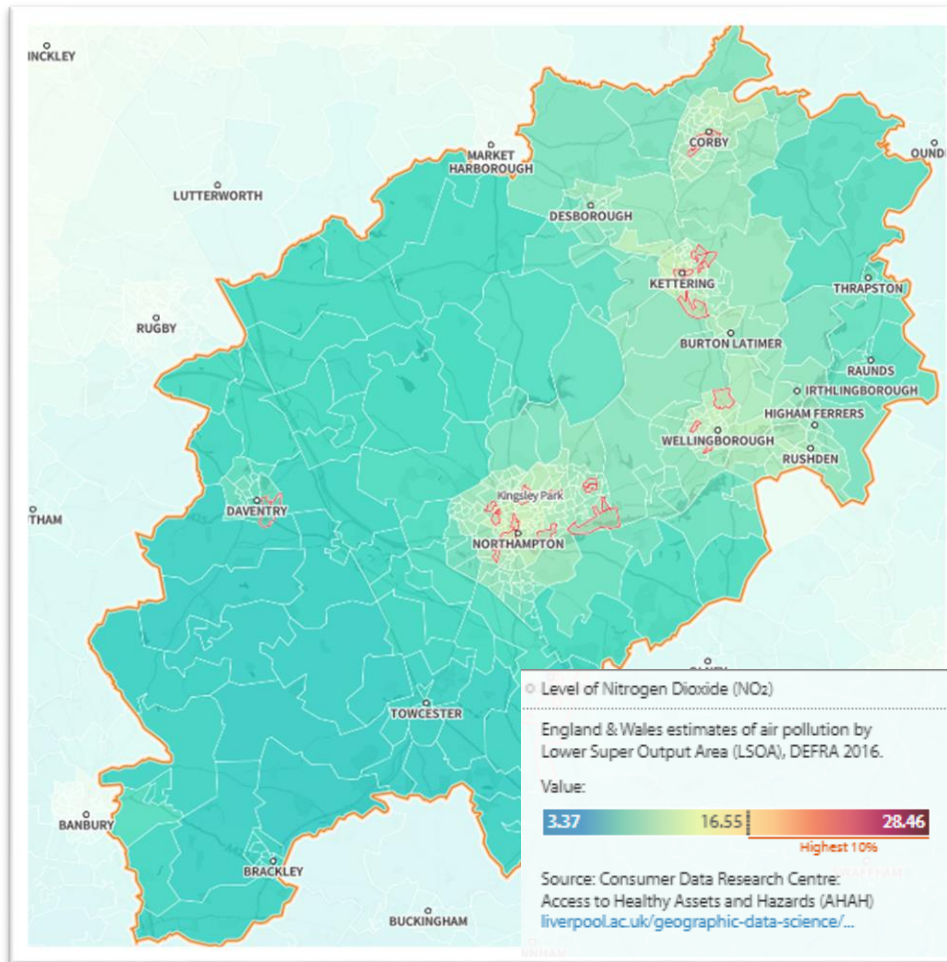 INCKLEY
CORBY
MARKET
HARBOROUGH
OUND
LUTTERWORTH
DESBOROUGH
KETTERING
THRAPSTON
RUGBY
BURTON LATIMER
RAUNDS
IRTHLINGBOROUGH
HIGHAM FERRERS
WELLINGBOROUGH
RUSHDEN
Kingsley Park
DAVENTRY
THAM
NORTHAMPTON
TOWCESTER
BANBURY
BRACKLEY
BUCKINGHAM
Level of Nitrogen Dioxide (NO₂)
England & Wales estimates of air pollution by
Lower Super Output Area (LSOA), DEFRA 2016.
Value:
3.37 16.55 28.46
Highest 10%
Source: Consumer Data Research Centre:
Access to Healthy Assets and Hazards (AHAH)
liverpool.ac.uk/geographic-data-science/...